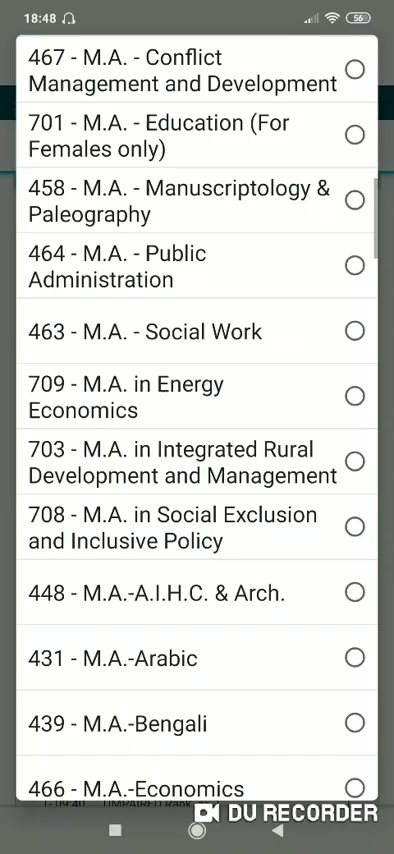 18:48
56
467 - M.A. - Conflict
Management and Development
701 - M.A. - Education (For
Females only)
458 - M.A. - Manuscriptology &
Paleography
464 - M.A. - Public
Administration
463 - M.A. - Social Work
709 - M.A. in Energy
Economics
703 - M.A. in Integrated Rural
Development and Management
708 - M.A. in Social Exclusion
and Inclusive Policy
448 - M.A.-A.I.H.C. & Arch.
431 - M.A.-Arabic
439 - M.A.-Bengali
466 - M.A.-Economics
DU RECORDER